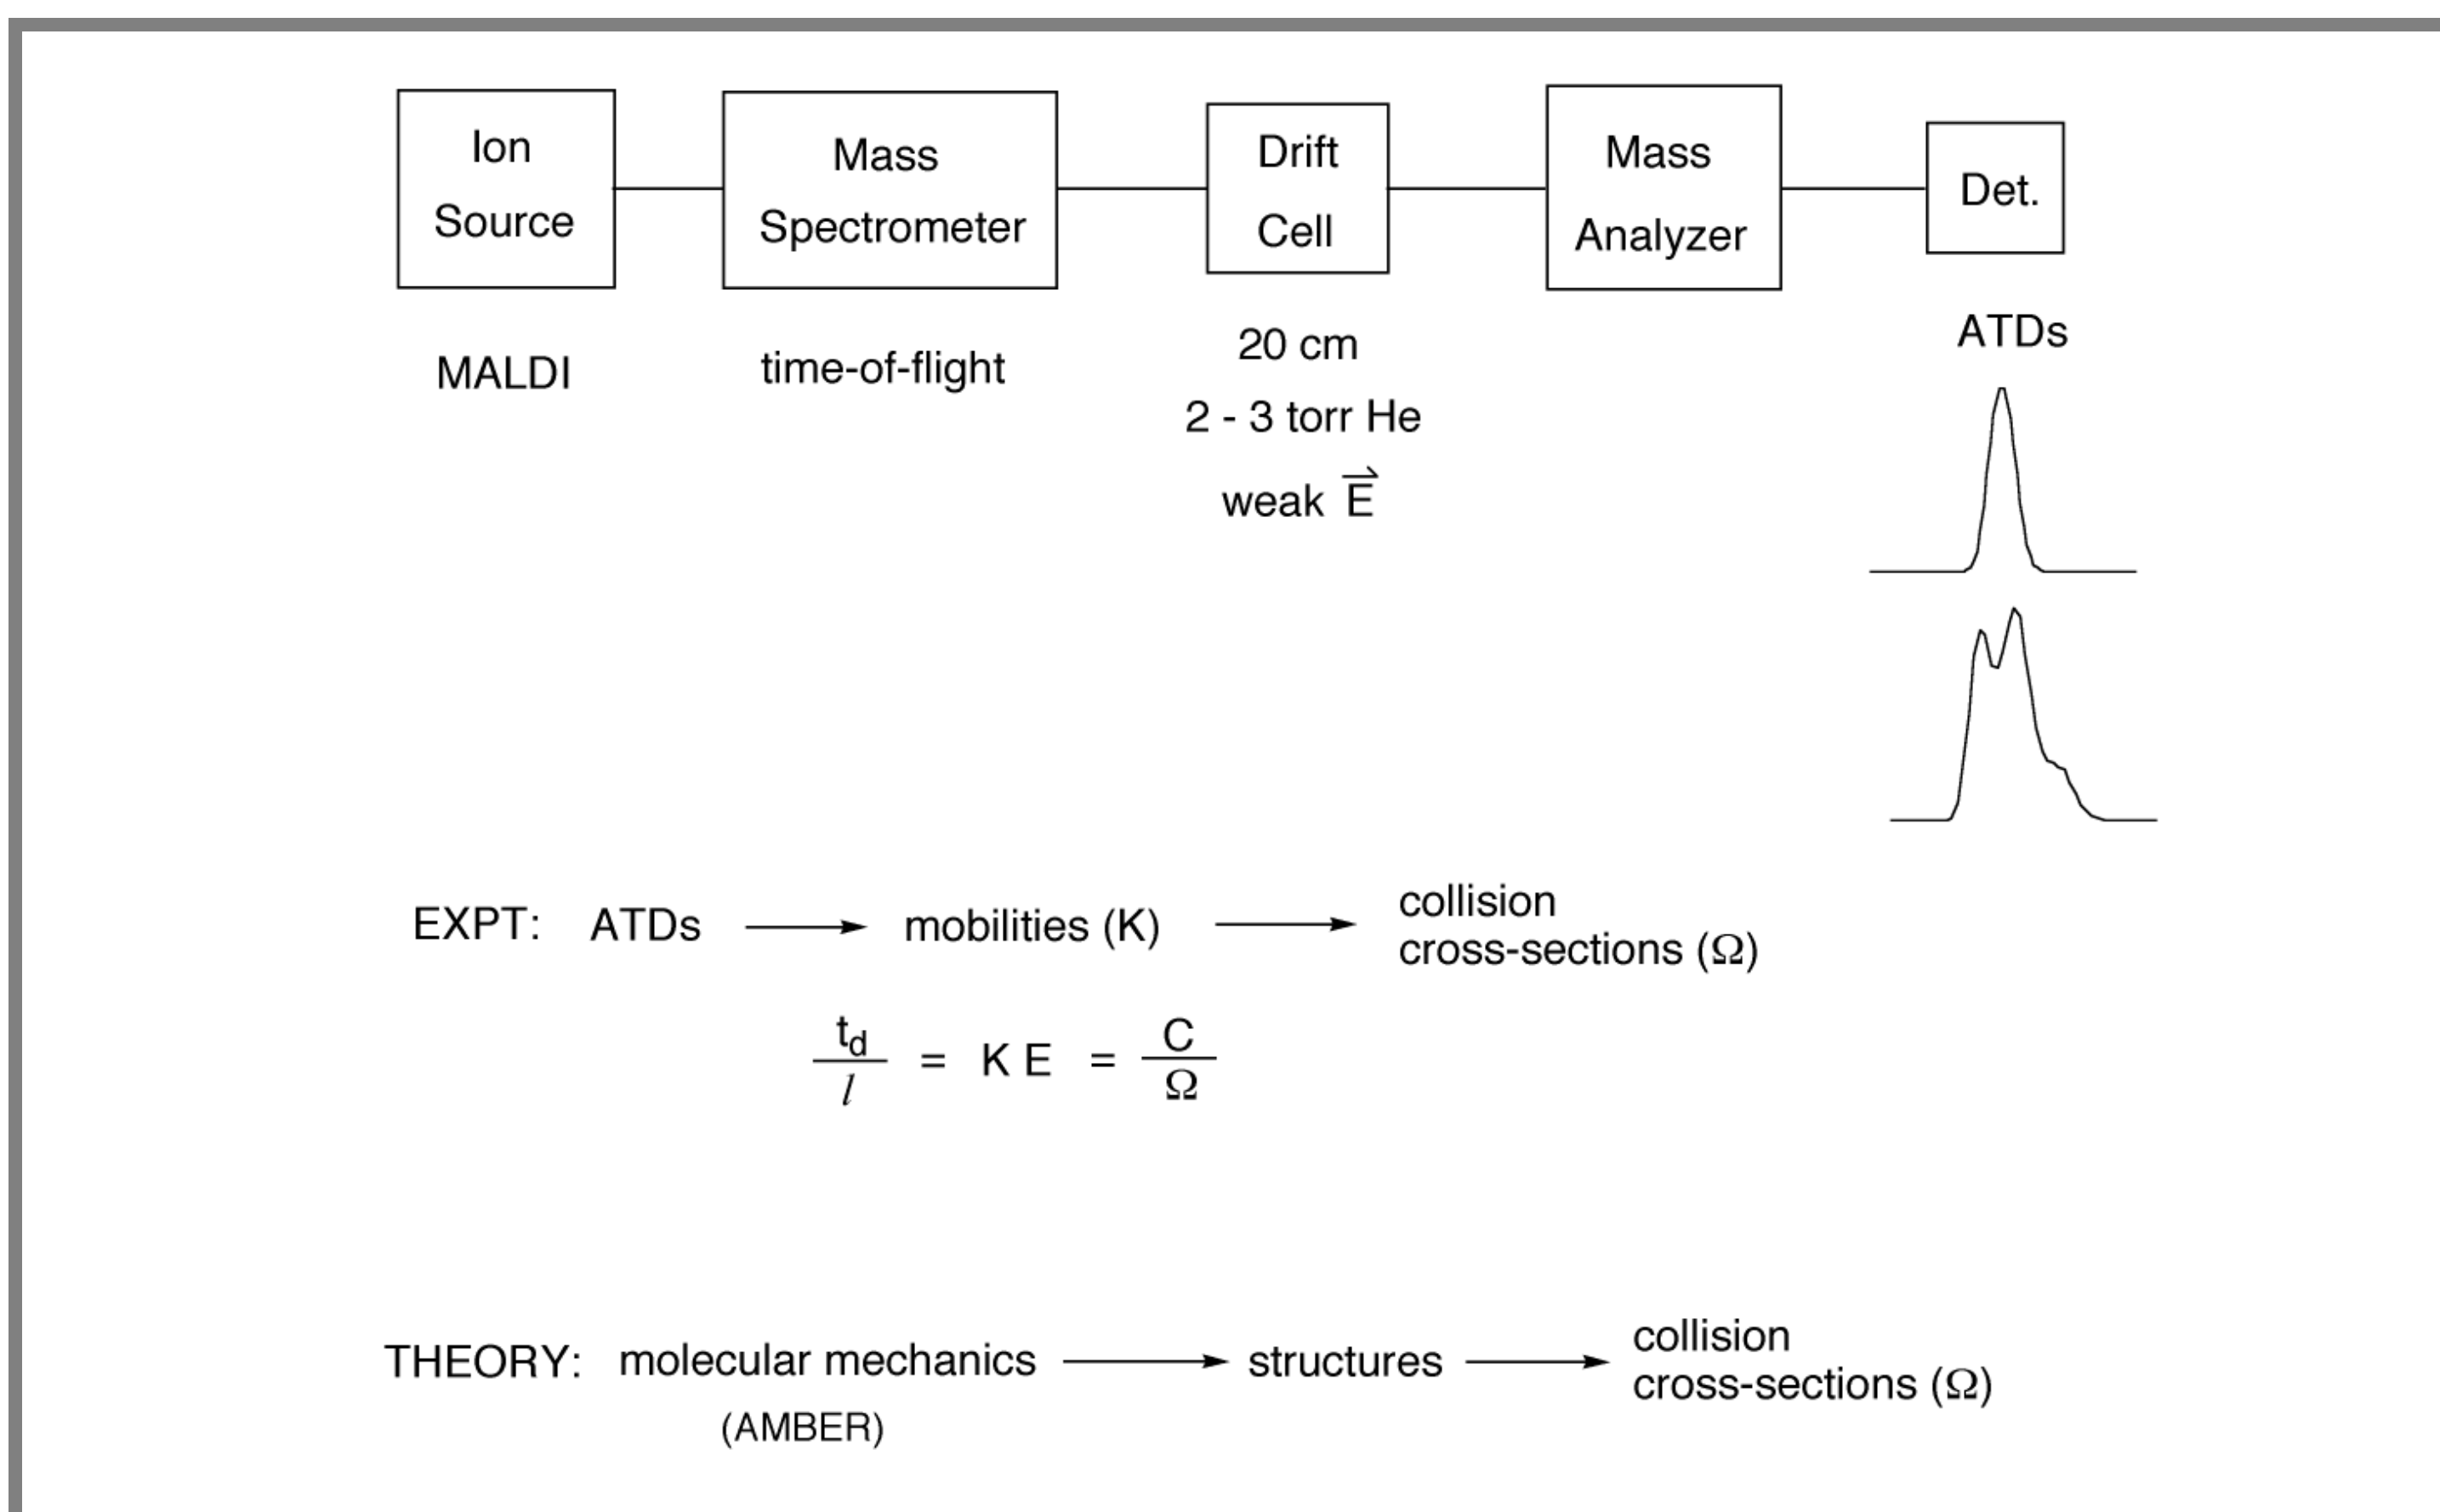 Ion
Source
Mass
Spectrometer
Drift
Cell
Mass
Analyzer
Det.
MALDI
time-of-flight
20 cm
2 - 3 torr He
weak E⃗
ATDs
EXPT: ATDs → mobilities (K) → collision
cross-sections (Ω)
t_d / l = K E = C / Ω
THEORY: molecular mechanics → structures → collision
cross-sections (Ω)
(AMBER)